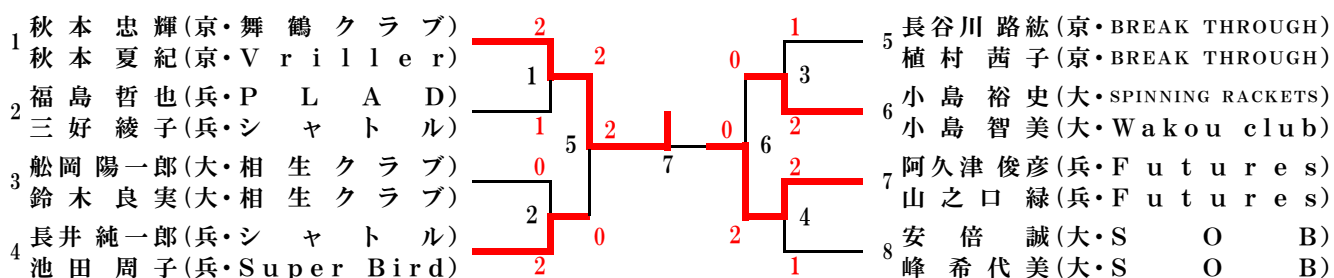 1
秋本忠輝(京・舞鶴クラブ)
秋本夏紀(京・Vriller)
2
福島哲也(兵・PLAD)
三好綾子(兵・シャトル)
3
舩岡陽一郎(大・相生クラブ)
鈴木良実(大・相生クラブ)
4
長井純一郎(兵・シャトル)
池田周子(兵・Super Bird)
2
1
1
0
2
2
2
5
0
2
7
0
0
6
2
1
3
2
2
4
1
5
長谷川路紘(京・BREAK THROUGH)
植村茜子(京・BREAK THROUGH)
6
小島裕史(大・SPINNING RACKETS)
小島智美(大・Wakou club)
7
阿久津俊彦(兵・Futures)
山之口緑(兵・Futures)
8
安倍誠(大・SOB)
峰希代美(大・SOB)